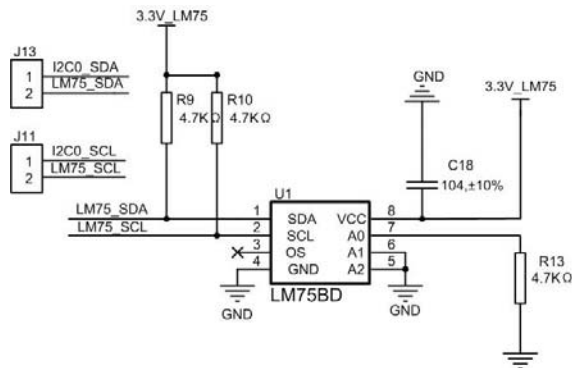 3.3V_LM75
J13
1 I2C0_SDA
2 LM75_SDA
J11
1 I2C0_SCL
2 LM75_SCL
R9
4.7KΩ
R10
4.7KΩ
GND
3.3V_LM75
C18
104,±10%
U1
LM75_SDA 1 SDA VCC 8
LM75_SCL 2 SCL A0 7
3 OS A1 6
4 GND A2 5
LM75BD
GND
GND
R13
4.7KΩ